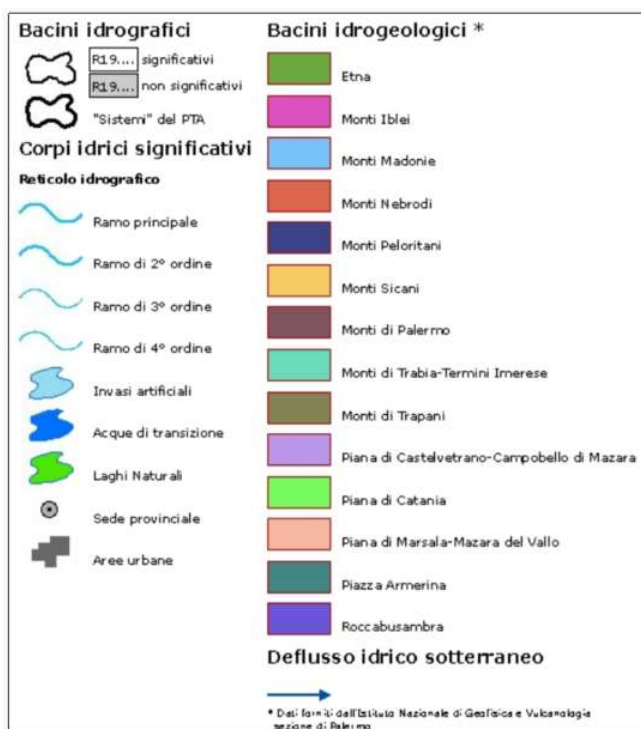 Bacini idrografici
R19.... significativi
R19.... non significativi
"Sistemi" del PTA
Corpi idrici significativi
Reticolo idrografico
Ramo principale
Ramo di 2° ordine
Ramo di 3° ordine
Ramo di 4° ordine
Invasi artificiali
Acque di transizione
Laghi Naturali
Sede provinciale
Aree urbane
Bacini idrogeologici *
Etna
Monti Iblei
Monti Madonie
Monti Nebrodi
Monti Peloritani
Monti Sicani
Monti di Palermo
Monti di Trabia-Termini Imerese
Monti di Trapani
Piana di Castelvetrano-Campobello di Mazara
Piana di Catania
Piana di Marsala-Mazara del Vallo
Piazza Armerina
Roccabusambra
Deflusso idrico sotterraneo
* Dati forniti dall'Istituto Nazionale di Geofisica e Vulcanologia
sezione di Palermo